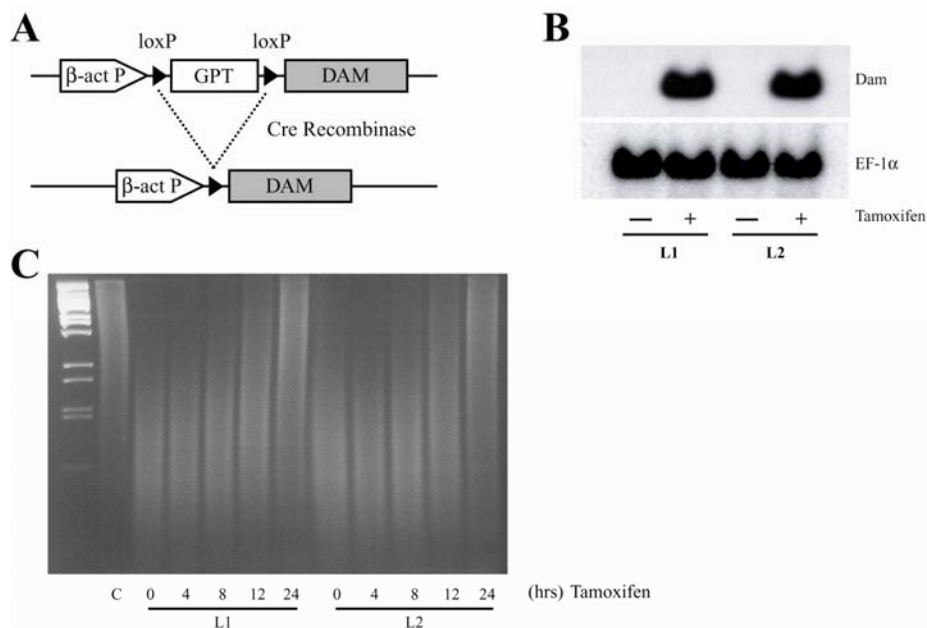 A
loxP loxP
β-act P GPT DAM
Cre Recombinase
β-act P DAM
B
Dam
EF-1α
— + — + Tamoxifen
L1 L2
C
C 0 4 8 12 24 0 4 8 12 24 (hrs) Tamoxifen
L1 L2